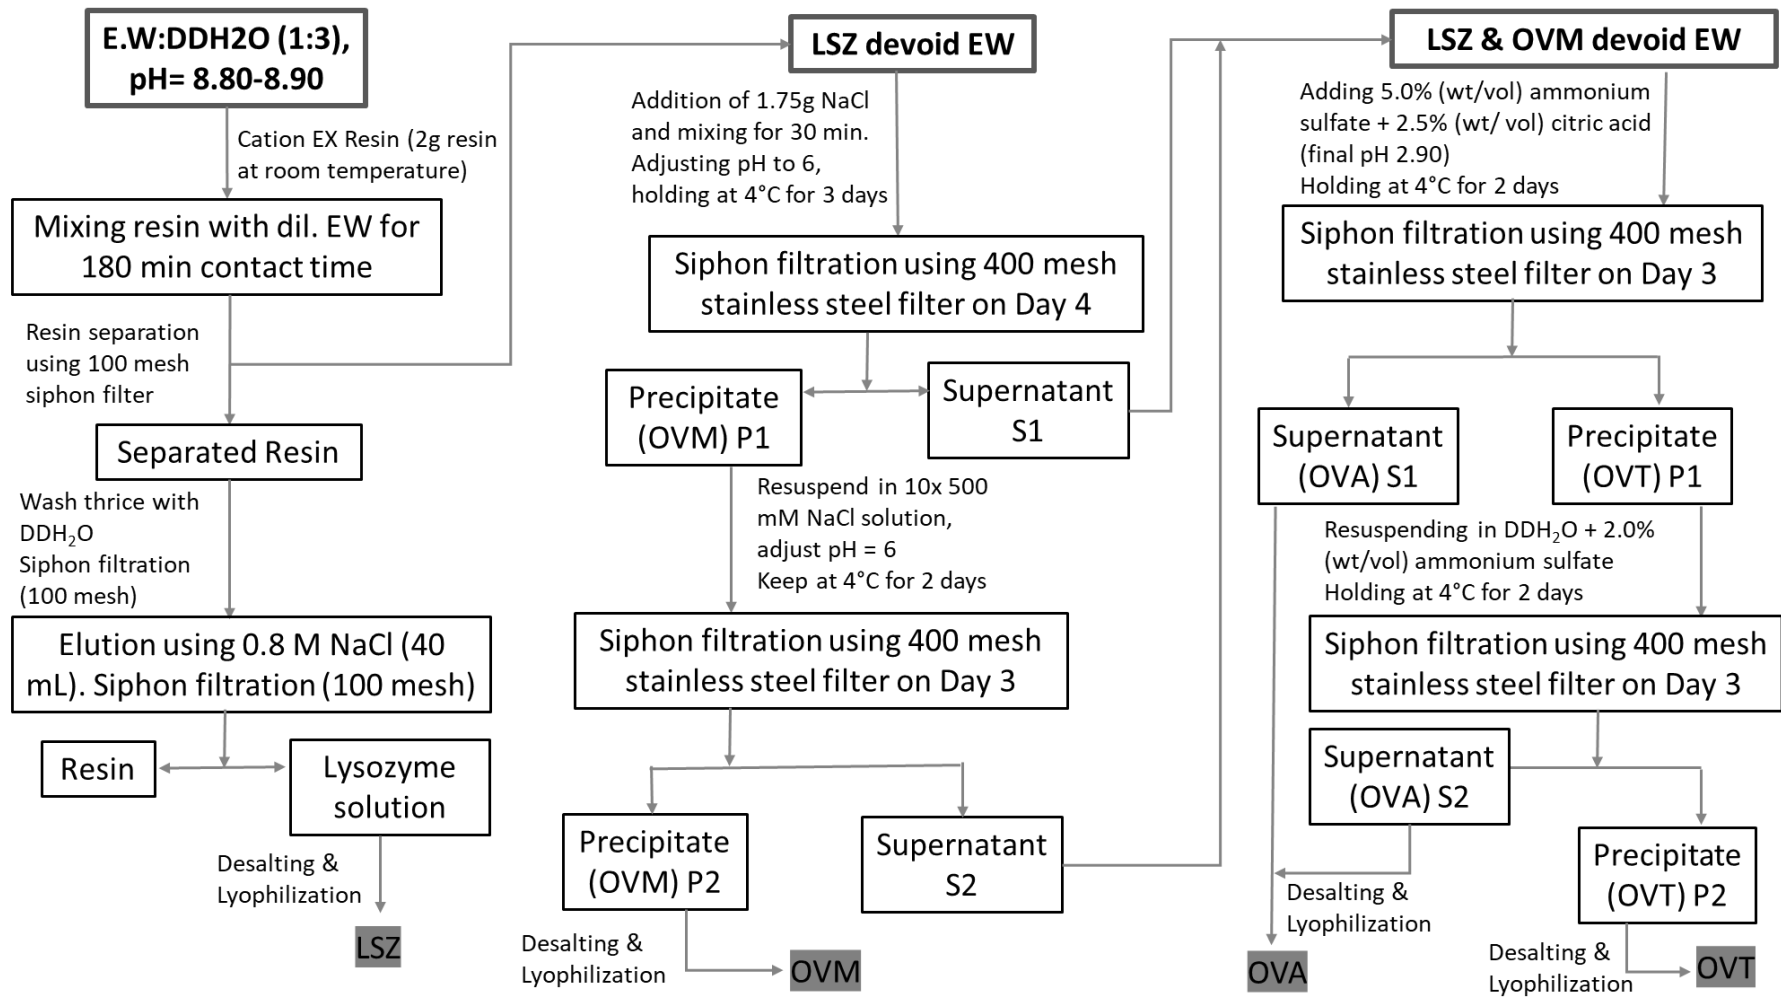 E.W:DDH2O (1:3),
pH= 8.80-8.90
Cation EX Resin (2g resin
at room temperature)
Mixing resin with dil. EW for
180 min contact time
Resin separation
using 100 mesh
siphon filter
Separated Resin
Wash thrice with
DDH₂O
Siphon filtration
(100 mesh)
Elution using 0.8 M NaCl (40
mL). Siphon filtration (100 mesh)
Resin
Lysozyme
solution
Desalting &
Lyophilization
LSZ
LSZ devoid EW
Addition of 1.75g NaCl
and mixing for 30 min.
Adjusting pH to 6,
holding at 4°C for 3 days
Siphon filtration using 400 mesh
stainless steel filter on Day 4
Precipitate
(OVM) P1
Supernatant
S1
Resuspend in 10x 500
mM NaCl solution,
adjust pH = 6
Keep at 4°C for 2 days
Siphon filtration using 400 mesh
stainless steel filter on Day 3
Precipitate
(OVM) P2
Supernatant
S2
Desalting &
Lyophilization
OVM
LSZ & OVM devoid EW
Adding 5.0% (wt/vol) ammonium
sulfate + 2.5% (wt/ vol) citric acid
(final pH 2.90)
Holding at 4°C for 2 days
Siphon filtration using 400 mesh
stainless steel filter on Day 3
Supernatant
(OVA) S1
Precipitate
(OVT) P1
Resuspending in DDH₂O + 2.0%
(wt/vol) ammonium sulfate
Holding at 4°C for 2 days
Siphon filtration using 400 mesh
stainless steel filter on Day 3
Supernatant
(OVA) S2
Precipitate
(OVT) P2
Desalting &
Lyophilization
OVA
Desalting &
Lyophilization
OVT